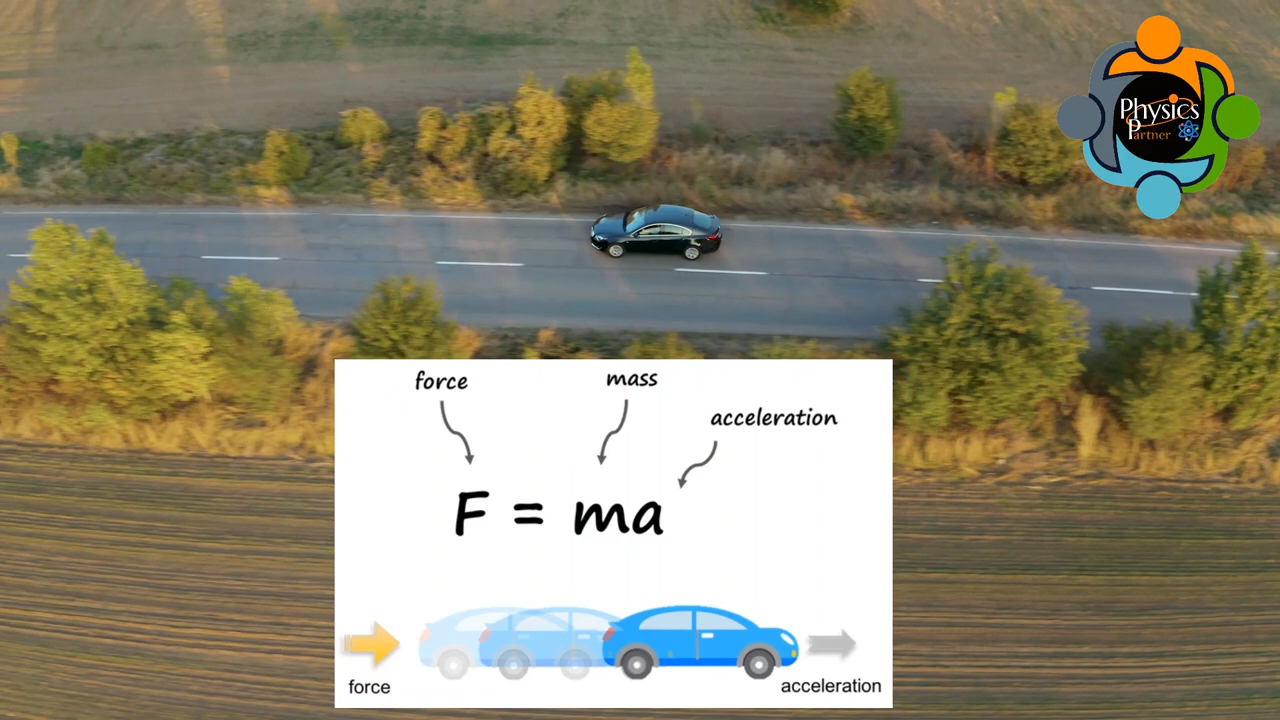 Physics
Partner
force
mass
acceleration
F = ma
force
acceleration